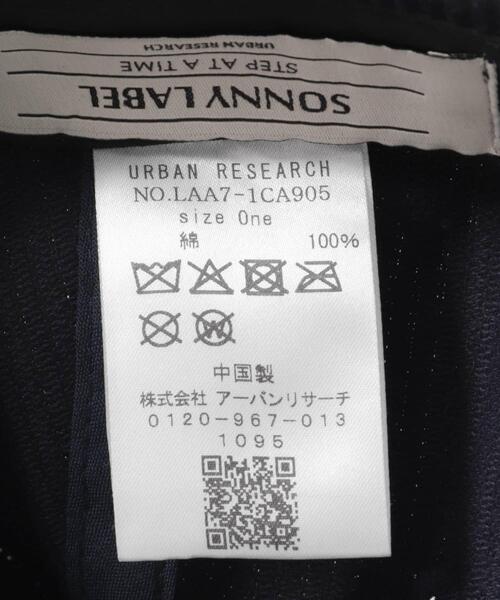 URBAN RESEARCH
STEP AT A TIME
SONNY LABEL
URBAN RESEARCH
NO.LAA7-1CA905
size One
綿 100%
中国製
株式会社 アーバンリサーチ
0120-967-013
1095